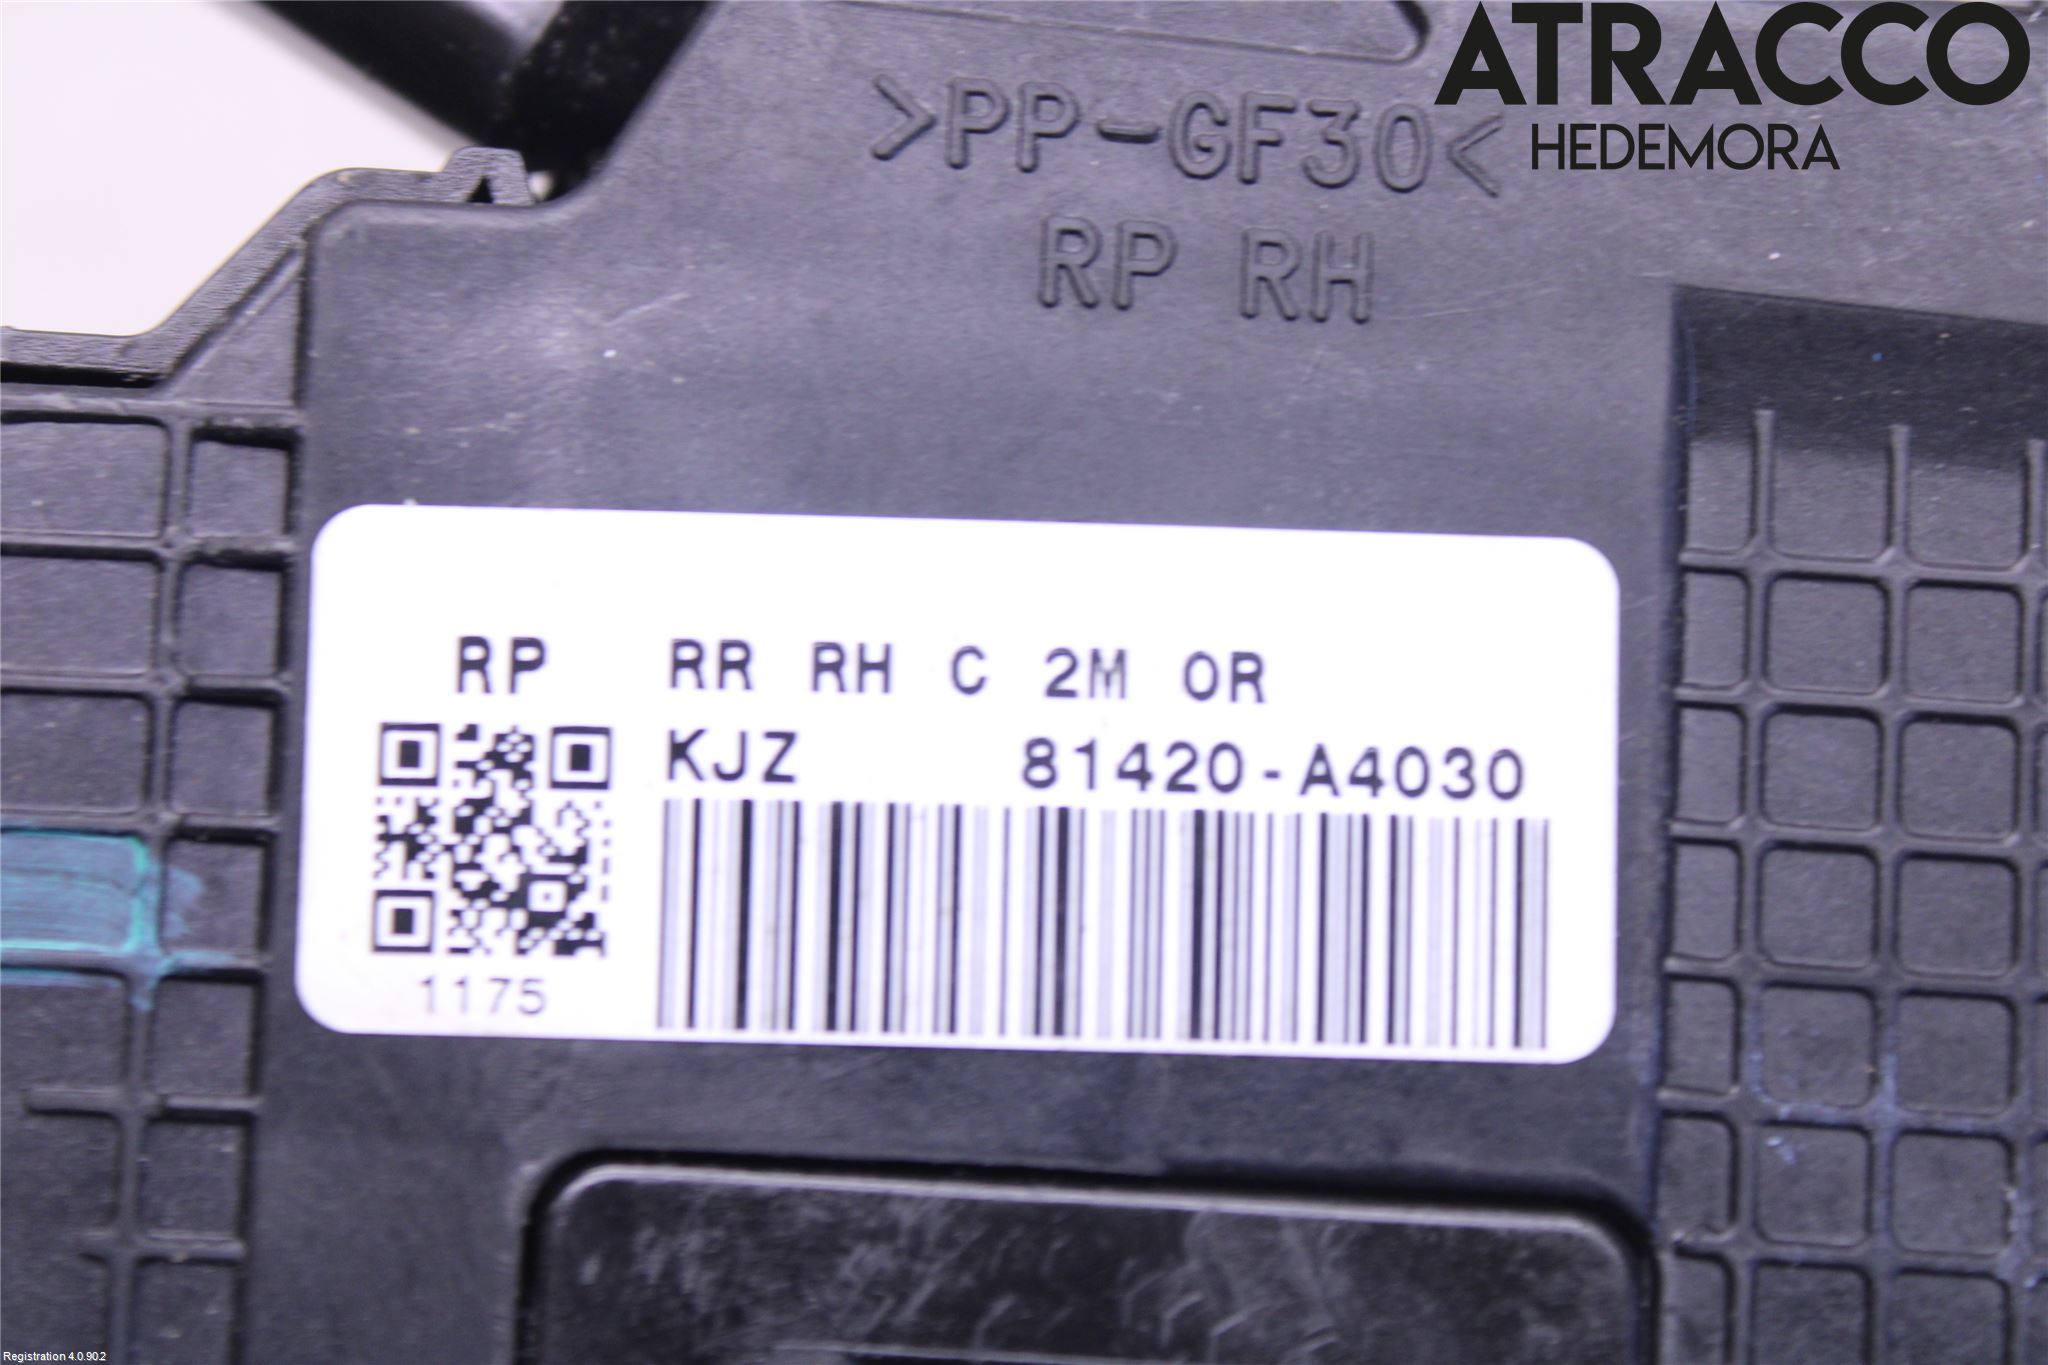 ATRACCO
HEDEMORA
>PP-GF30<
RP RH
RP RR RH C 2M OR
KJZ 81420-A4030
1175
Registration 4.0.90.2